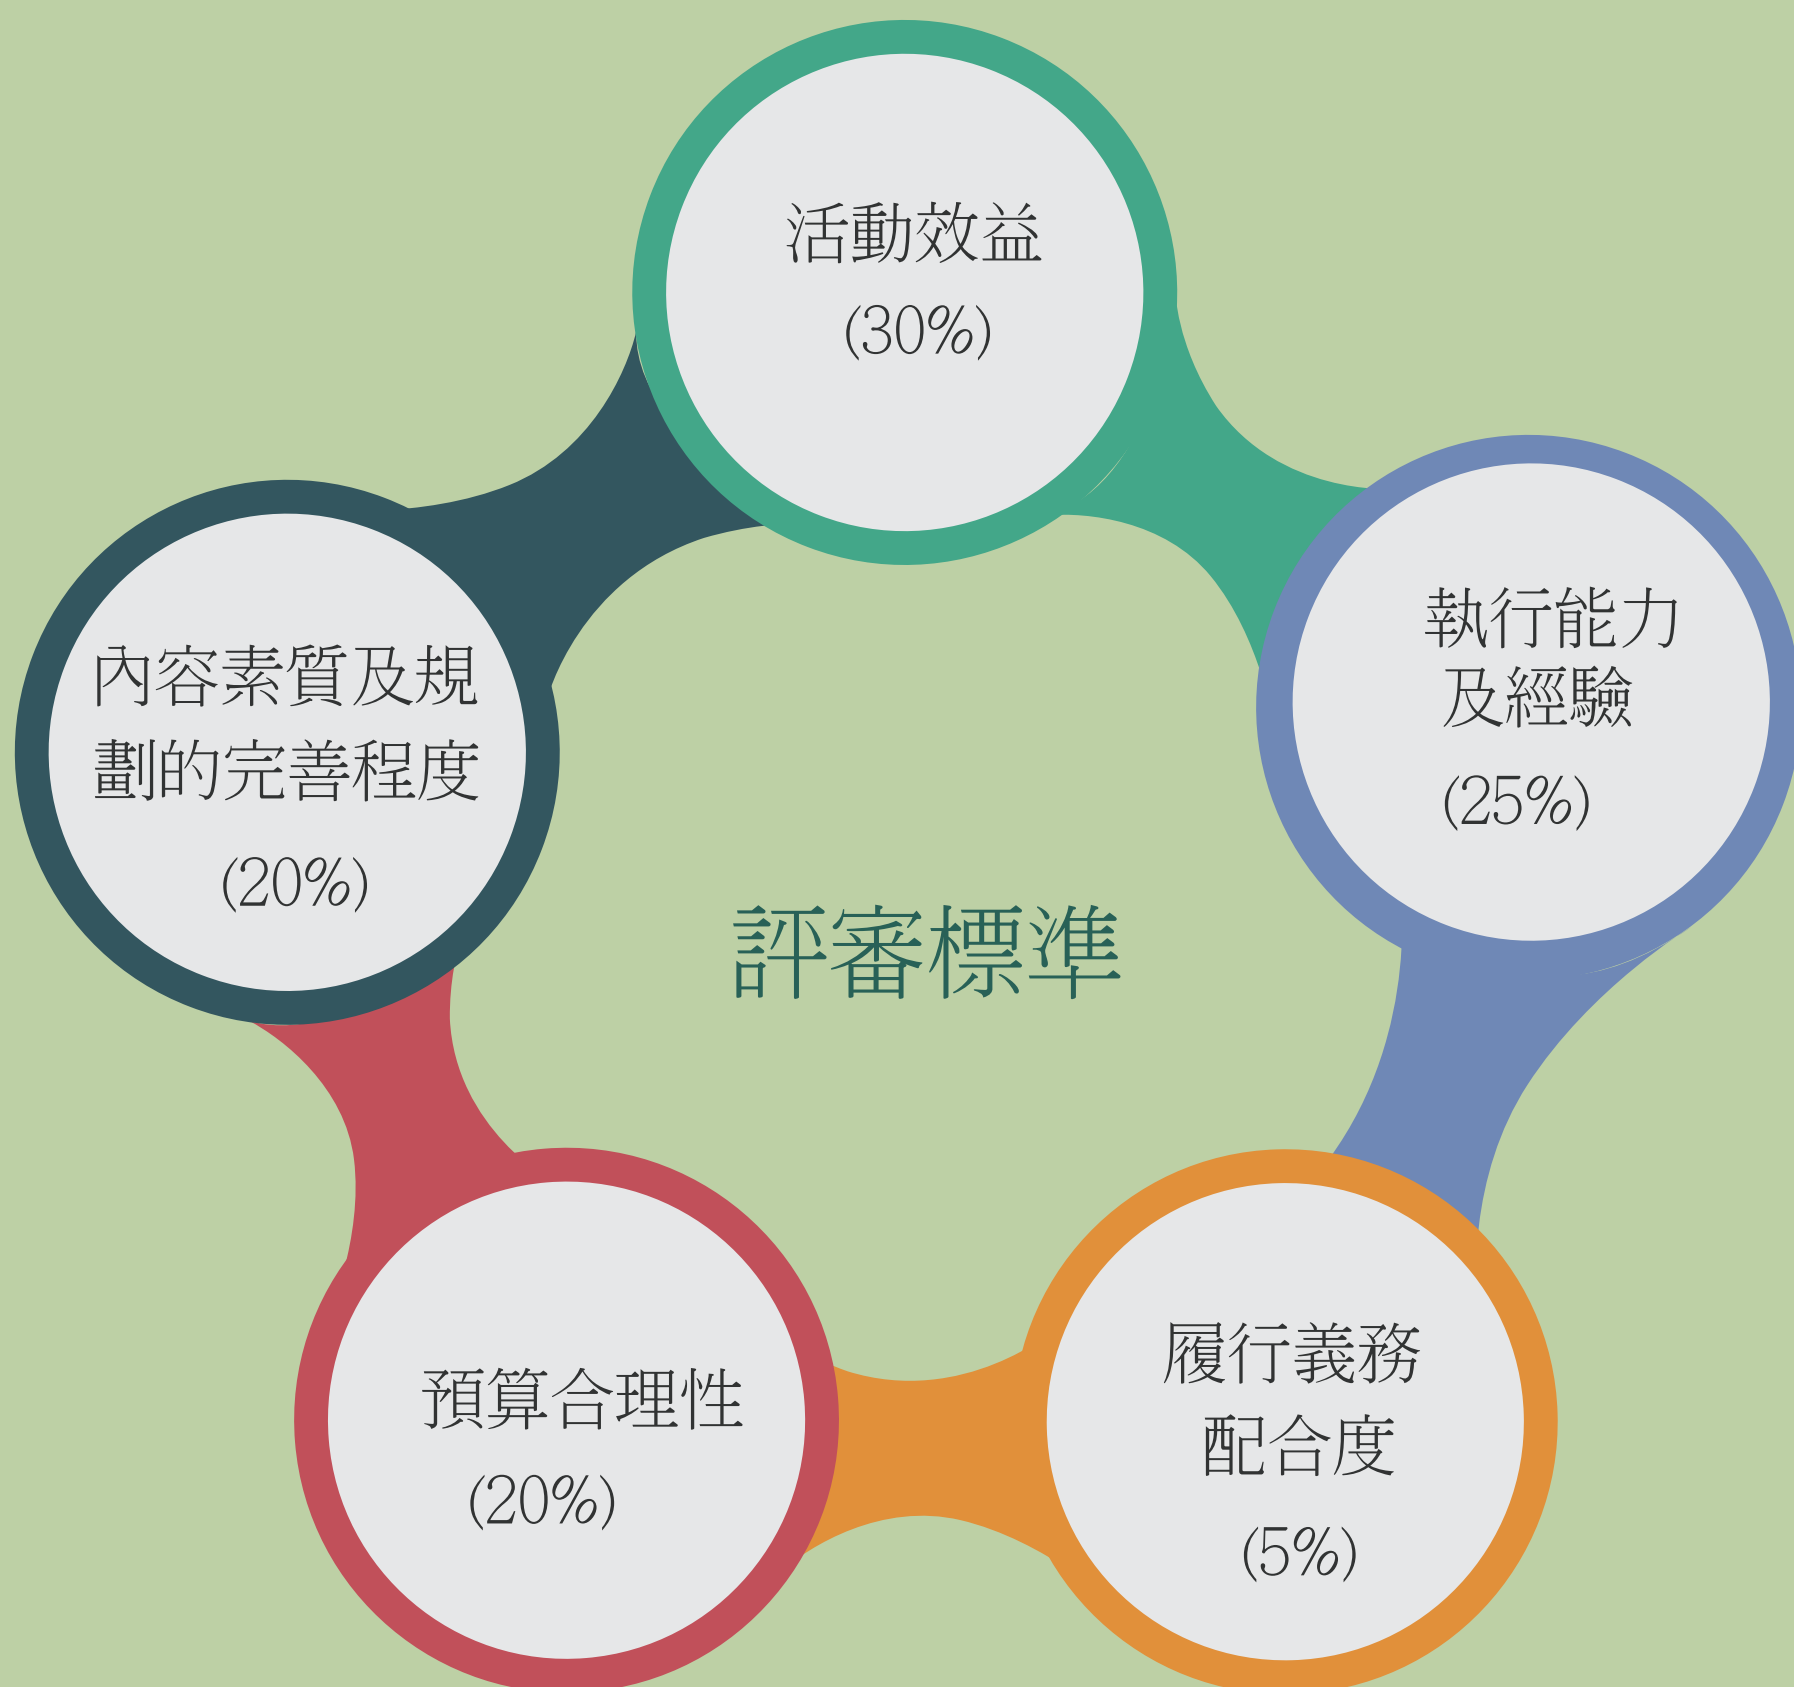 活動效益
(30%)
執行能力
及經驗
(25%)
內容素質及規
劃的完善程度
(20%)
評審標準
履行義務
配合度
(5%)
預算合理性
(20%)